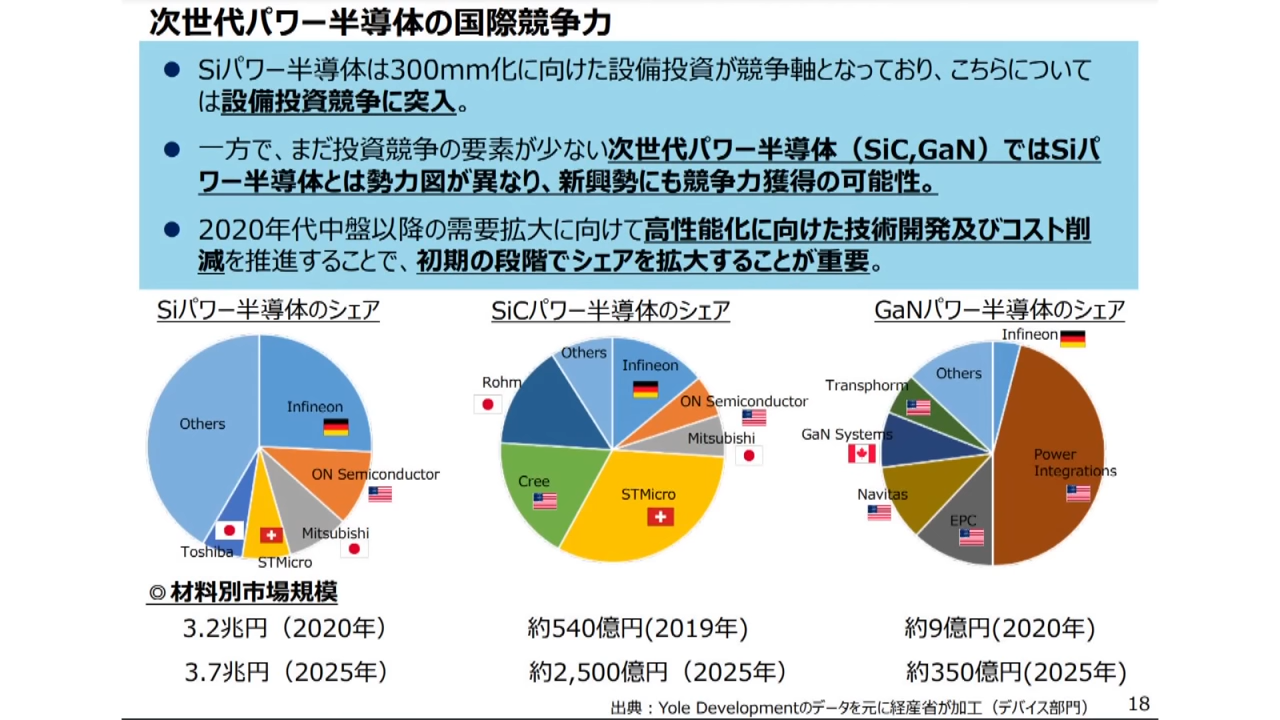 次世代パワー半導体の国際競争力
● Siパワー半導体は300mm化に向けた設備投資が競争軸となっており、こちらについて
は設備投資競争に突入。
● 一方で、まだ投資競争の要素が少ない次世代パワー半導体（SiC,GaN）ではSiパ
ワー半導体とは勢力図が異なり、新興勢にも競争力獲得の可能性。
● 2020年代中盤以降の需要拡大に向けて高性能化に向けた技術開発及びコスト削
減を推進することで、初期の段階でシェアを拡大することが重要。
Siパワー半導体のシェア
Others
Infineon
ON Semiconductor
Mitsubishi
STMicro
Toshiba
SiCパワー半導体のシェア
Others
Infineon
Rohm
ON Semiconductor
Mitsubishi
Cree
STMicro
GaNパワー半導体のシェア
Infineon
Others
Transphorm
GaN Systems
Power
Integrations
Navitas
EPC
◎材料別市場規模
3.2兆円（2020年） 約540億円(2019年) 約9億円(2020年)
3.7兆円（2025年） 約2,500億円（2025年） 約350億円(2025年)
出典：Yole Developmentのデータを元に経産省が加工（デバイス部門） 18